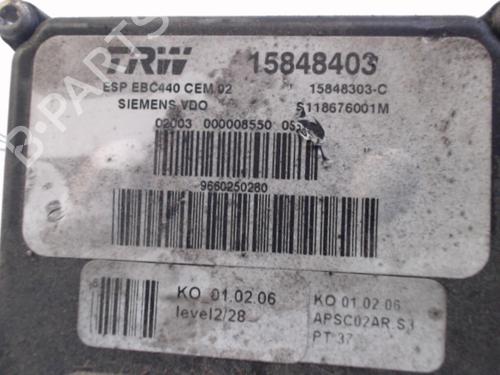 TRW 15848403
ESP EBC440 CEM 02 15848303-C
SIEMENS VDO S118676001M
02003 000008550
9660250280
KO 01.02.06
level2/28
KO 01.02.06
APSC02AR S3
PT 37